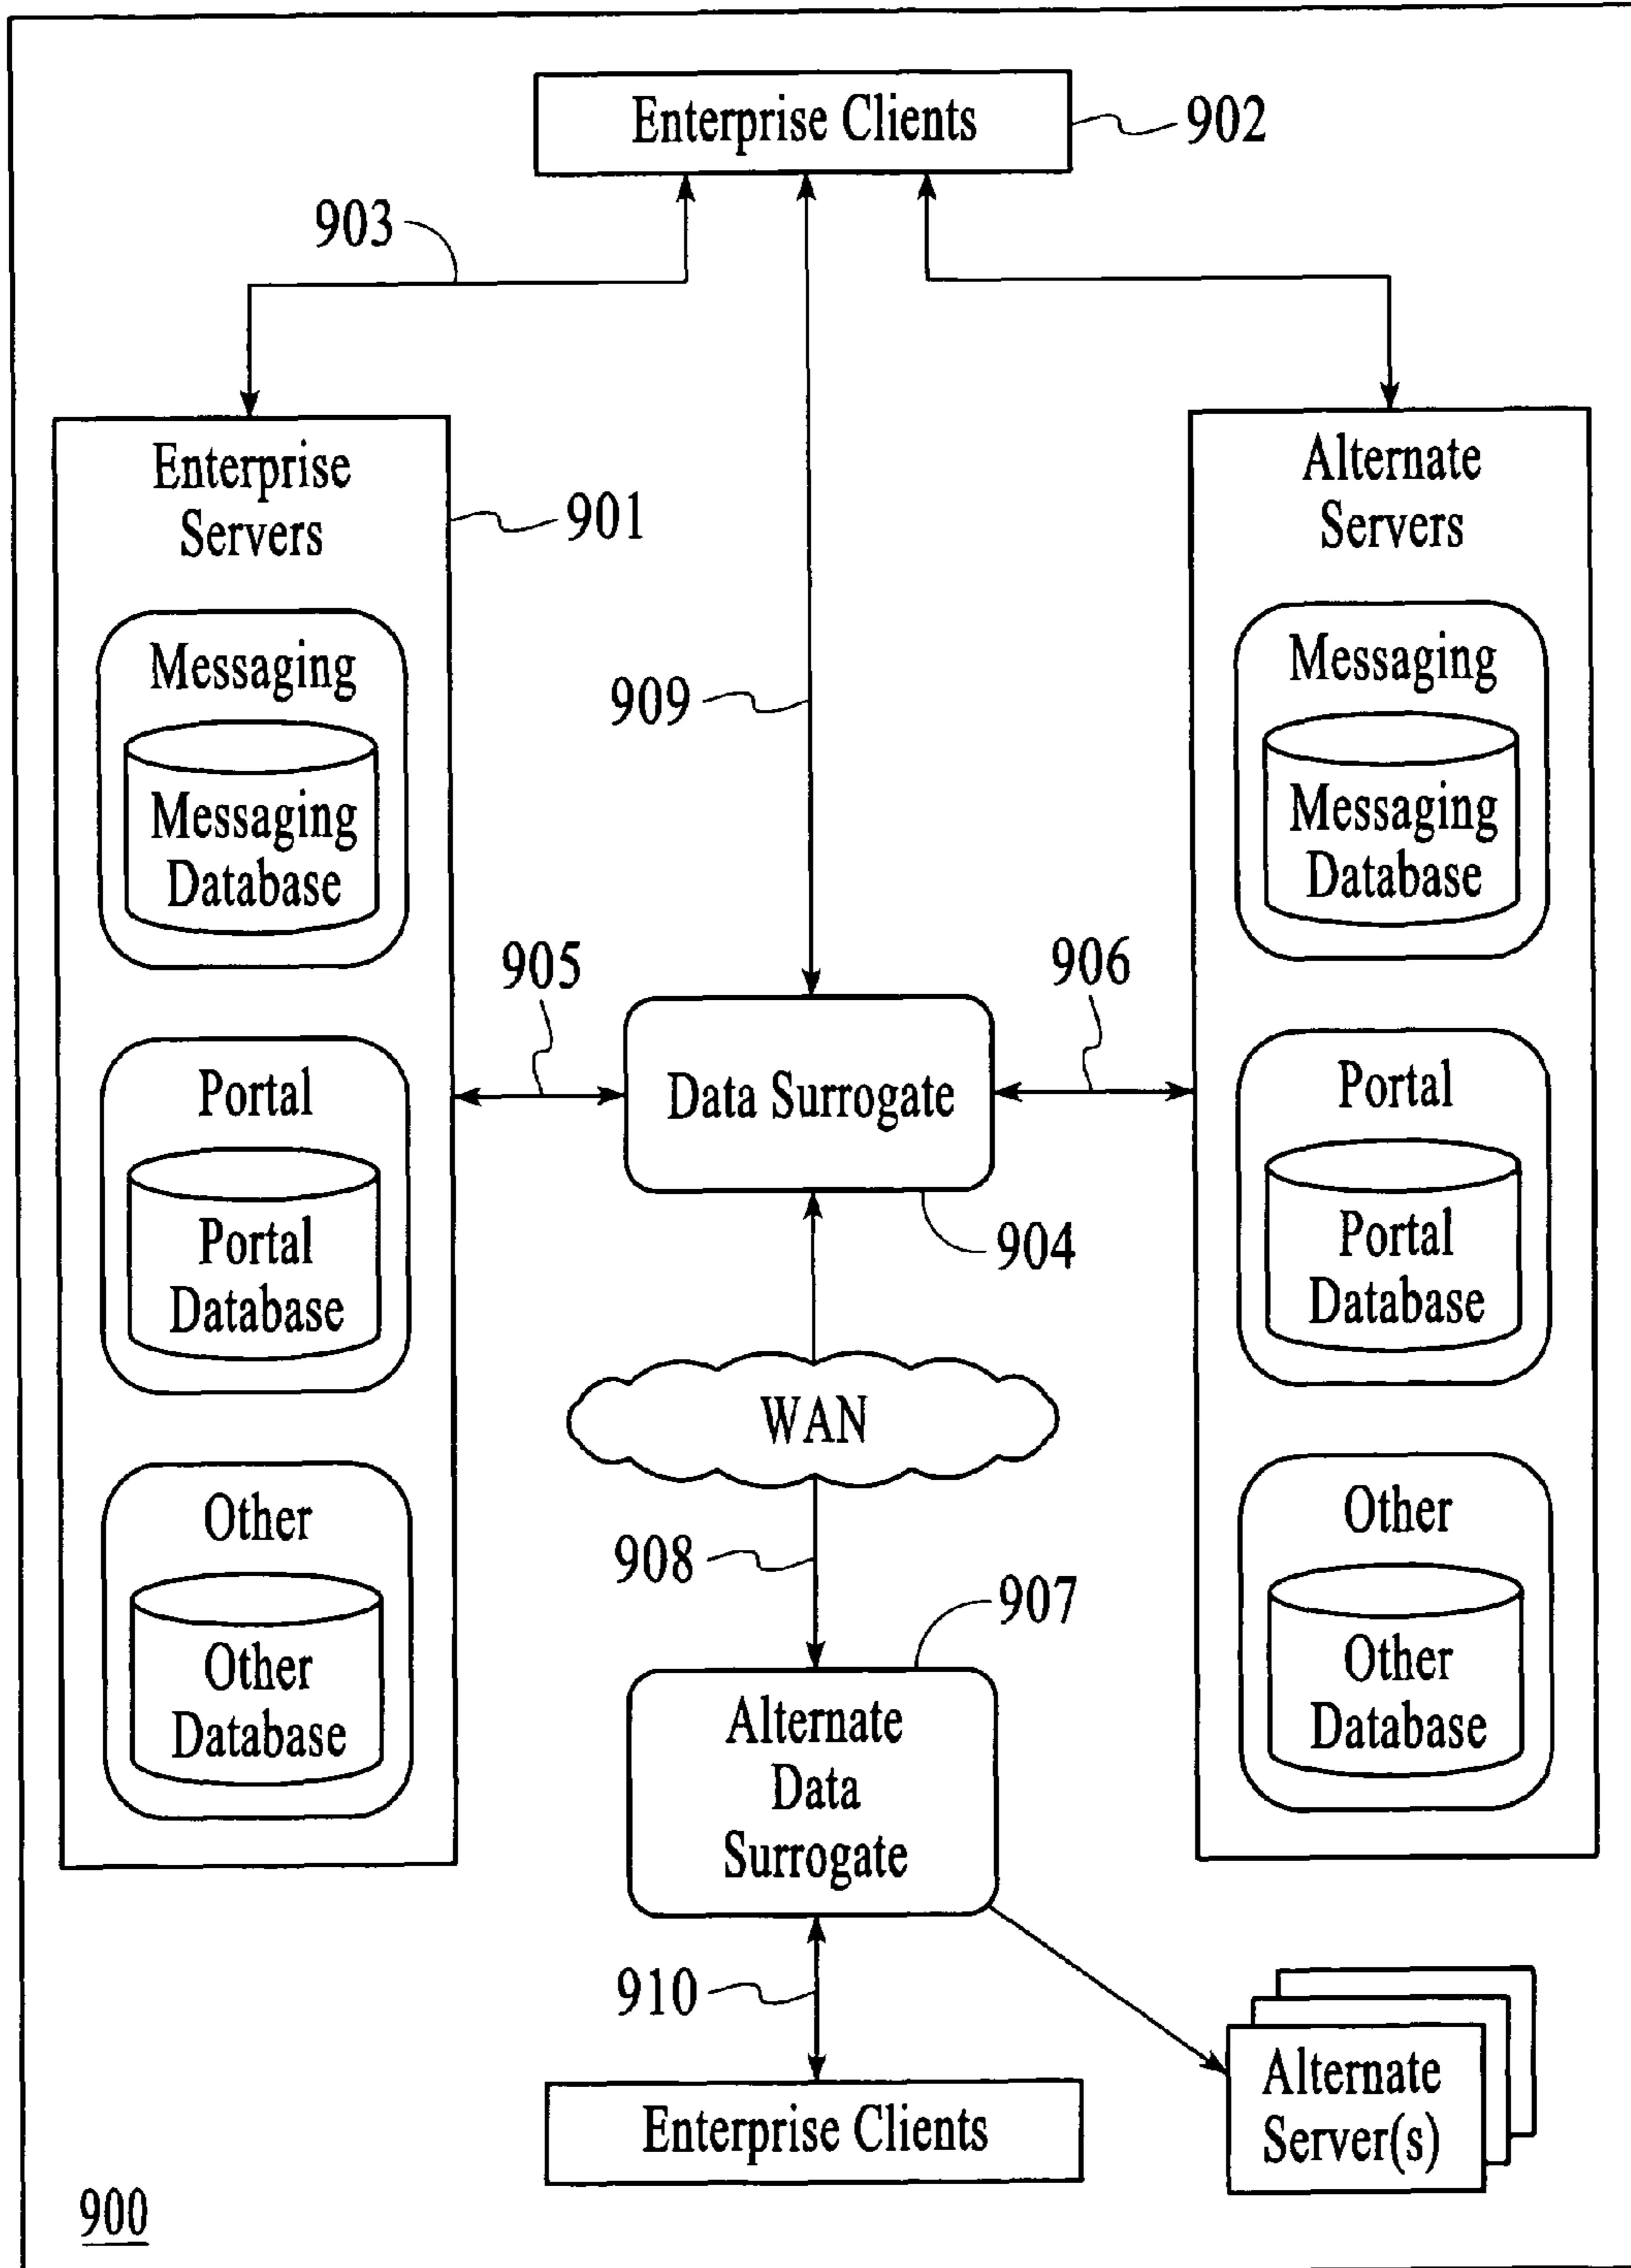 Enterprise Clients
902
903
Enterprise
Servers
901
Messaging
Messaging
Database
Portal
Portal
Database
Other
Other
Database
909
905
906
Data Surrogate
904
WAN
908
907
Alternate
Data
Surrogate
910
Enterprise Clients
Alternate
Servers
Messaging
Messaging
Database
Portal
Portal
Database
Other
Other
Database
Alternate
Server(s)
900